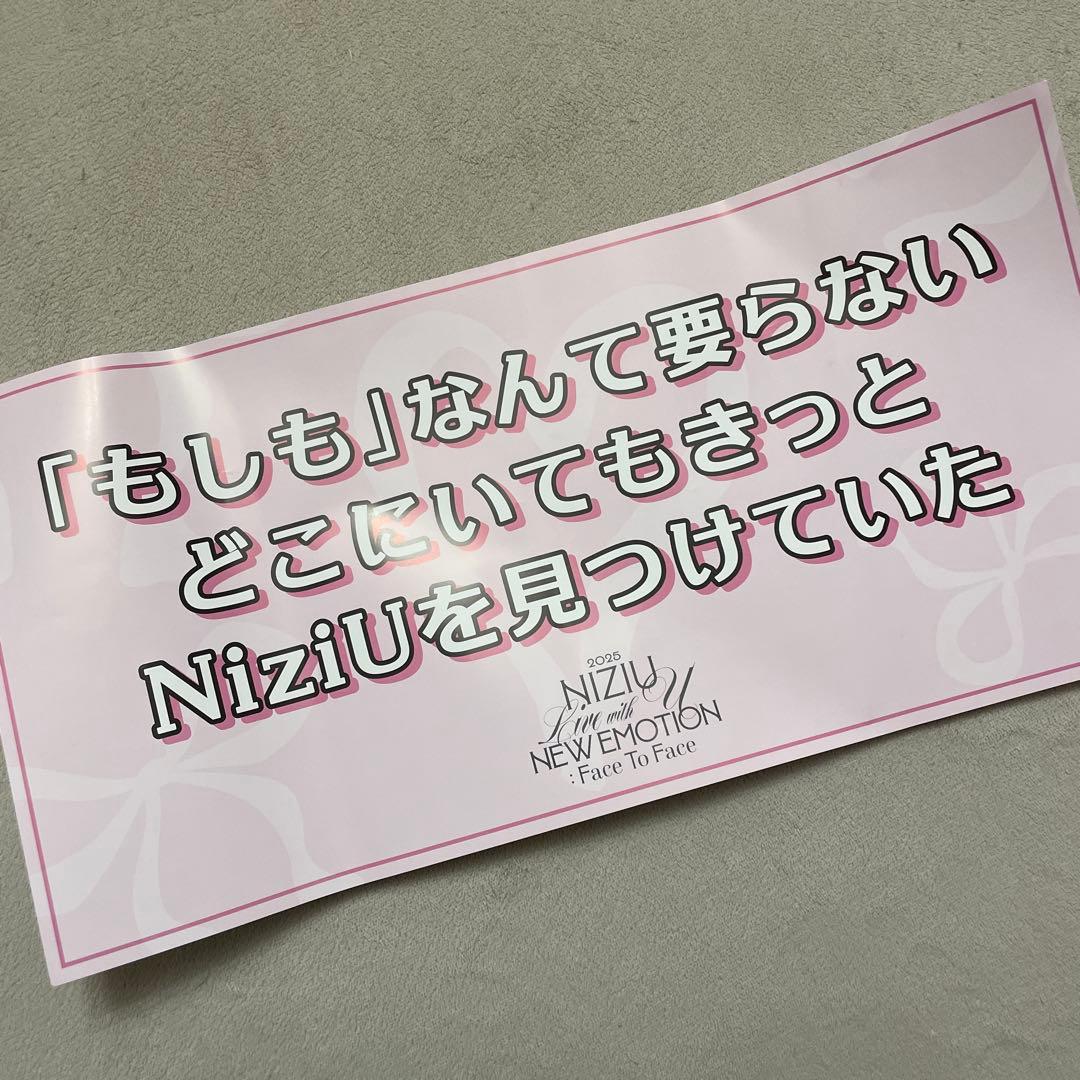 「もしも」なんて要らない
どこにいてもきっと
NiziUを見つけていた
2025
NIZIU
Live with U
NEW EMOTION
: Face To Face